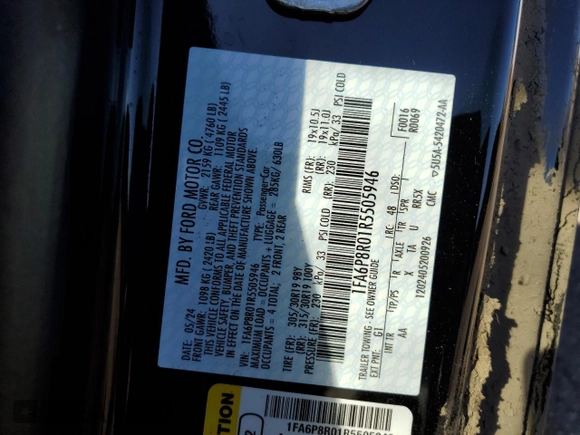 MFD. BY FORD MOTOR CO.
05/24 GVWR: 2159 KG ( 4760 LB)
FRONT GAWR: 1098 KG ( 2420 LB) REAR GAWR: 1109 KG ( 2445 LB)
THIS VEHICLE CONFORMS TO ALL APPLICABLE FEDERAL MOTOR
VEHICLE SAFETY, BUMPER, AND THEFT PREVENTION STANDARDS
IN EFFECT ON THE DATE OF MANUFACTURE SHOWN ABOVE.
VIN: 1FA6P8R01R5505946 TYPE: Passenger-Car
MAXIMUM LOAD = OCCUPANTS + LUGGAGE = 285KG/ 630LB
OCCUPANTS = 4 TOTAL; 2 FRONT; 2 REAR
TIRE (FR): 305/30R19 98Y RIMS (FR): 19x10.5J
(RR): 315/30R19 100Y (RR): 19x11.0J
PRESSURE (FR): 230 kPa/ 33 PSI COLD (RR) 230 kPa/ 33 PSI COLD
1FA6P8R01R5505946
TRAILER TOWING - SEE OWNER GUIDE F0016
EXT PNT: G1 RC: 48 DSO: R0069
INT TR TP/PS R AXLE TR SPR
AA X TA U RR5X
1202405200926 CMC ▽5U5A-5420472-AA
1FA6P8R01R5505946